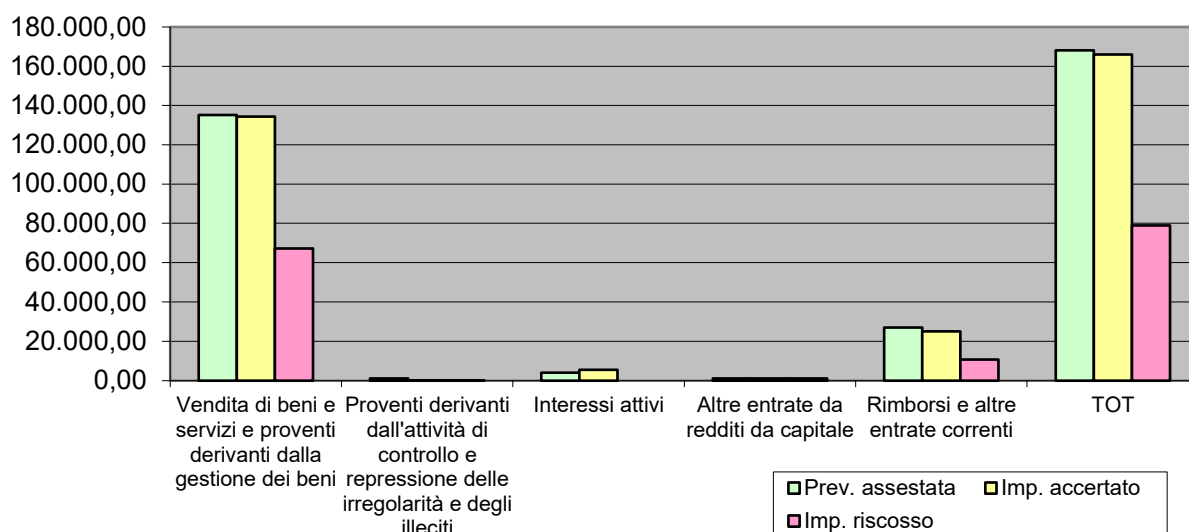 180.000,00
160.000,00
140.000,00
120.000,00
100.000,00
80.000,00
60.000,00
40.000,00
20.000,00
0,00
Vendita di beni e
servizi e proventi
derivanti dalla
gestione dei beni
Proventi derivanti
dall'attività di
controllo e
repressione delle
irregolarità e degli
illeciti
Interessi attivi
Altre entrate da
redditi da capitale
Rimborsi e altre
entrate correnti
TOT
Prev. assestata
Imp. accertato
Imp. riscosso